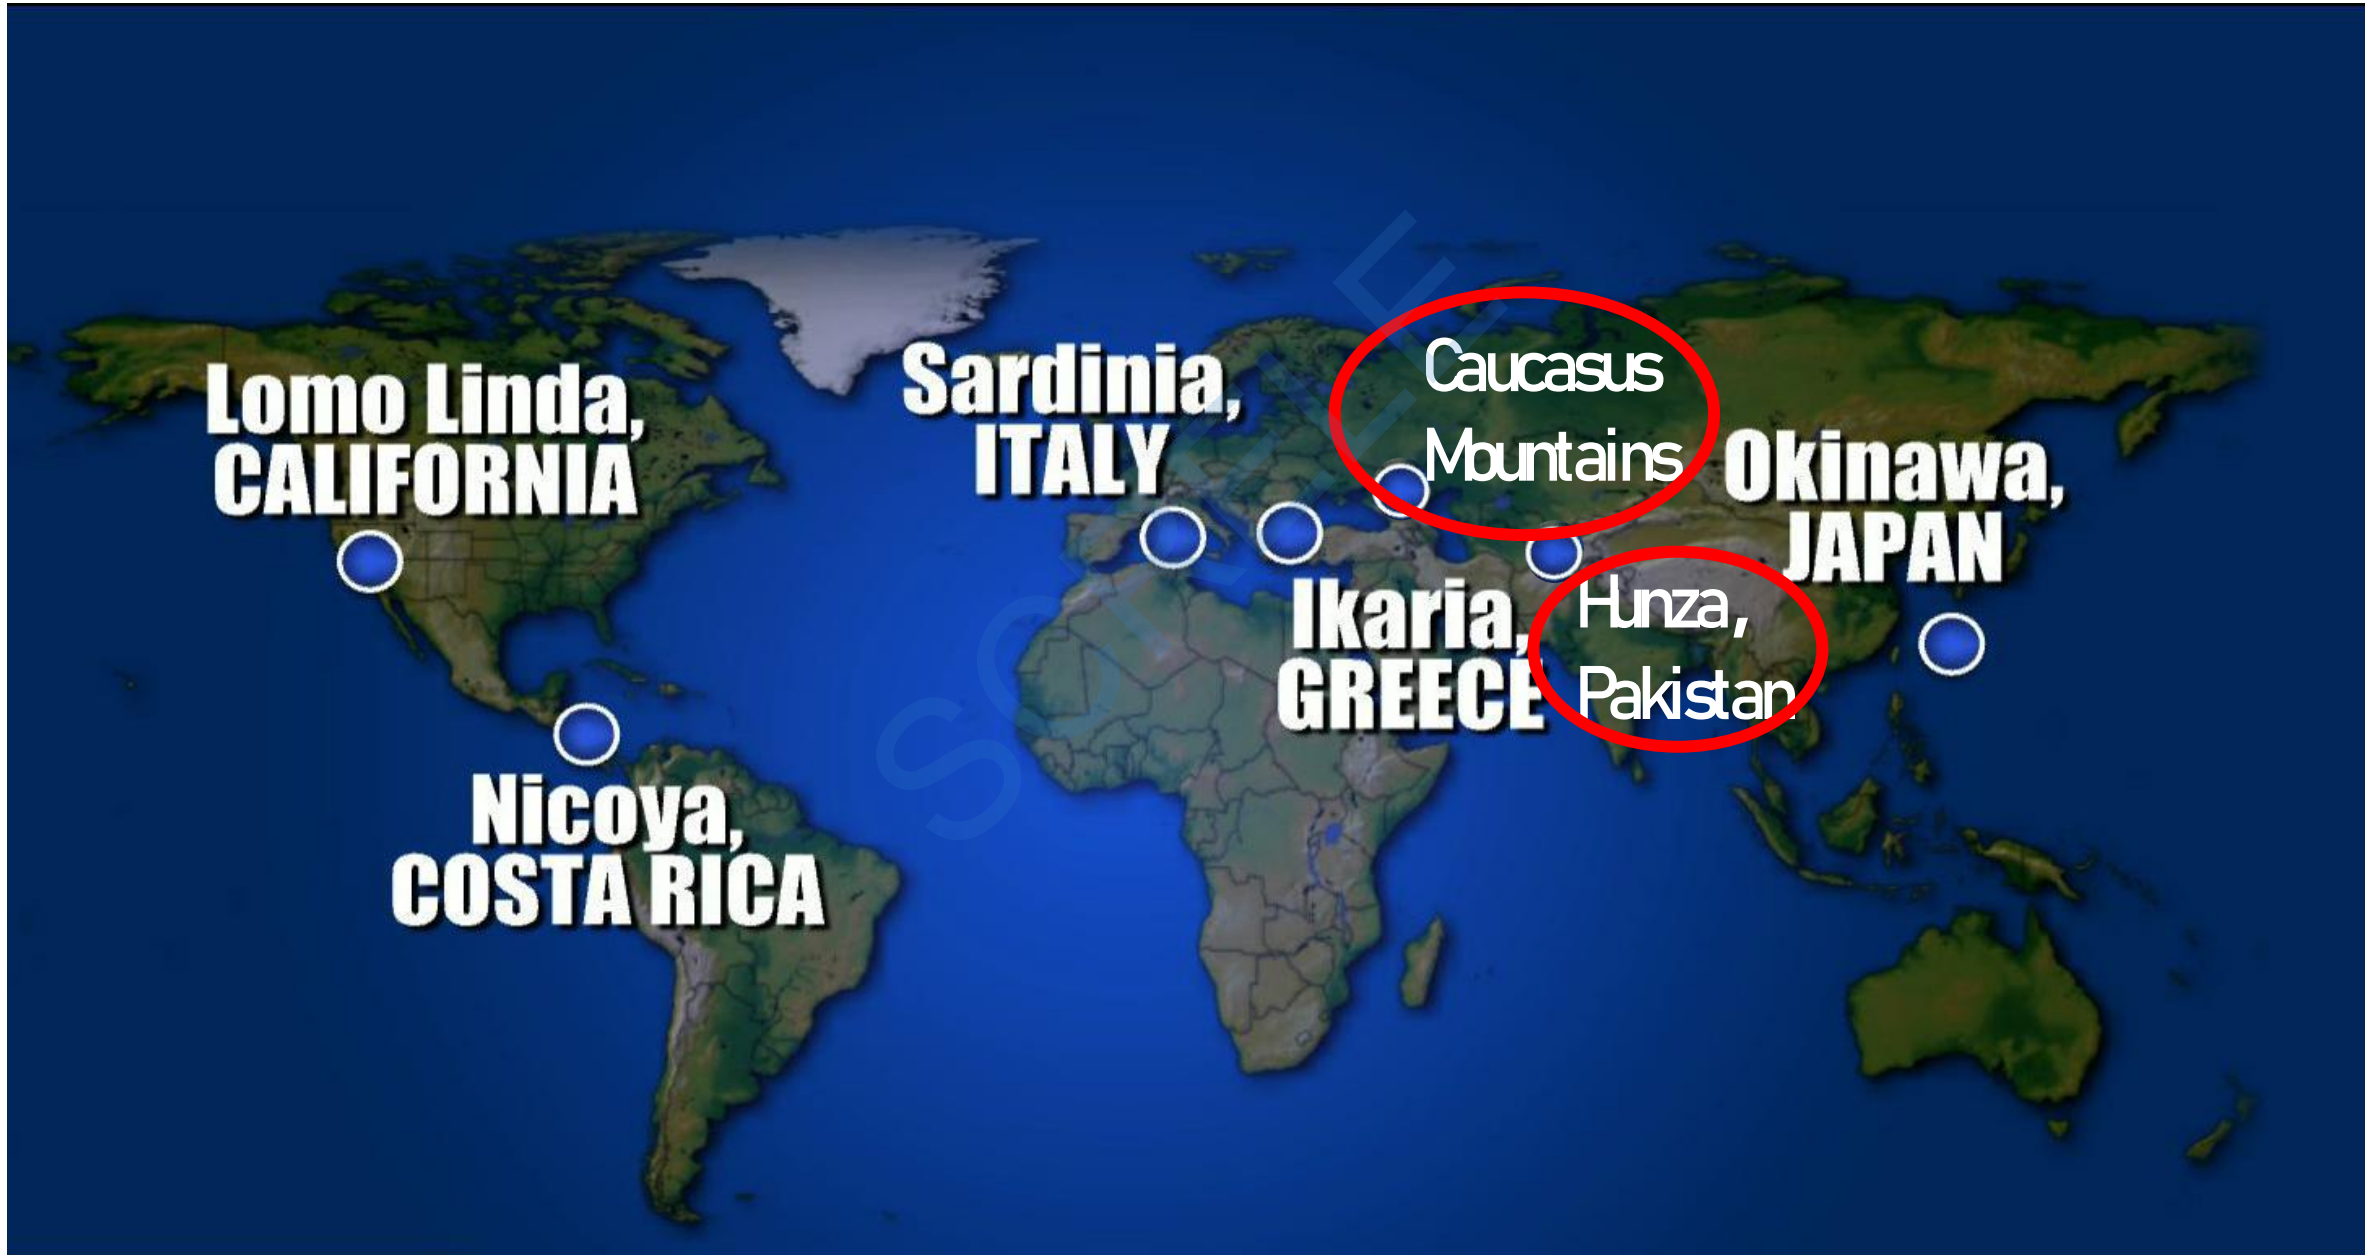 Lomo Linda,
CALIFORNIA
Nicoya,
COSTA RICA
Sardinia,
ITALY
Ikaria,
GREECE
Caucasus
Mountains
Hunza,
Pakistan
Okinawa,
JAPAN